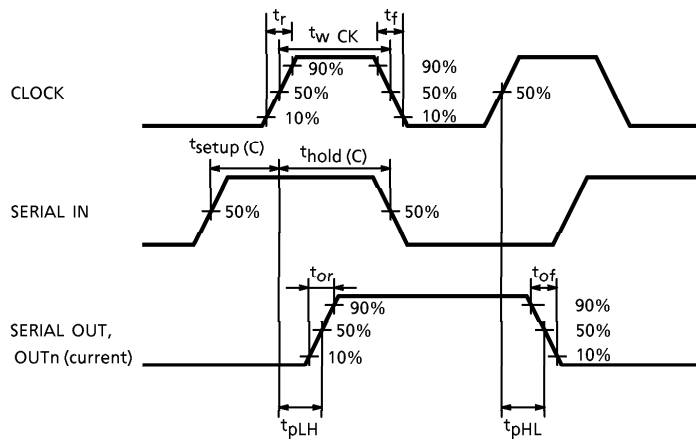 tr tf
tw CK
90% 90%
CLOCK 50% 50% 50%
10% 10%
tsetup (C) thold (C)
SERIAL IN 50% 50%
tor tof
90% 90%
SERIAL OUT, 50% 50%
OUTn (current) 10% 10%
tpLH tpHL